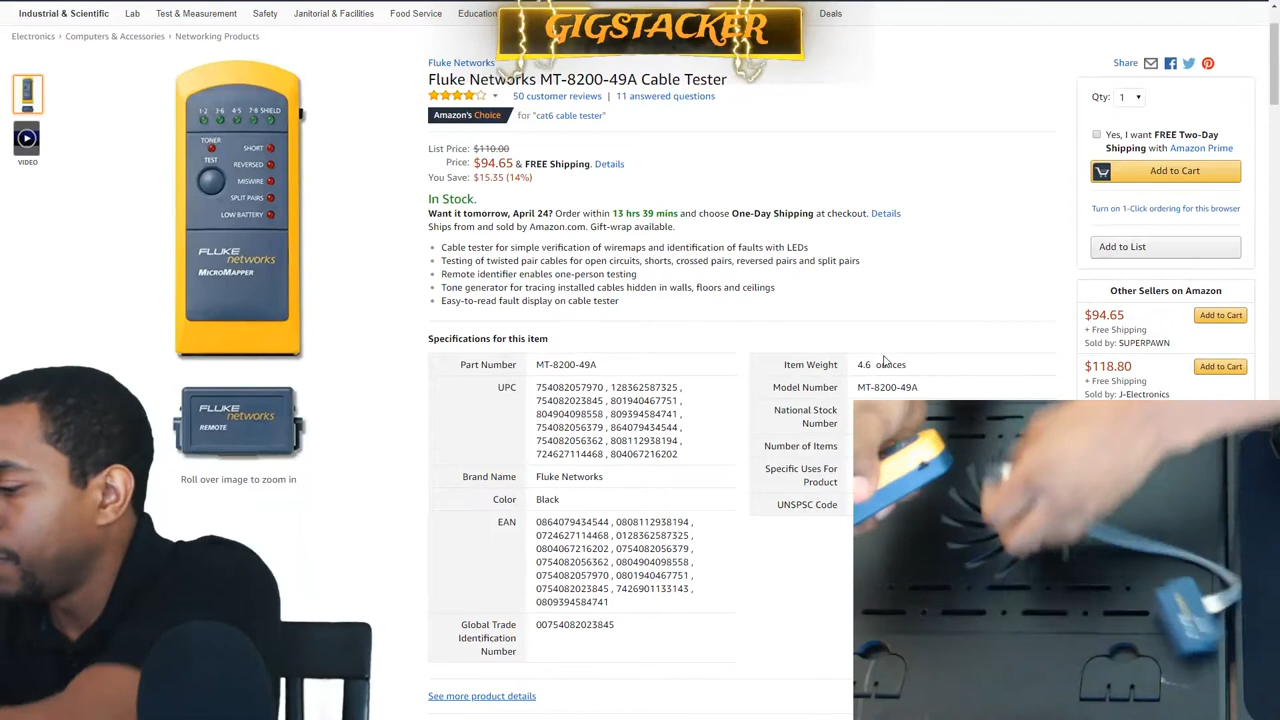 Industrial & Scientific Lab Test & Measurement Safety Janitorial & Facilities Food Service Education Deals
GIGSTACKER
Electronics › Computers & Accessories › Networking Products
VIDEO
1-2 3-6 4-5 7-8 SHIELD
TONER
SHORT
TEST
REVERSED
MISWIRE
SPLIT PAIRS
LOW BATTERY
FLUKE
networks
MICROMAPPER
FLUKE
networks
REMOTE
Roll over image to zoom in
Fluke Networks
Fluke Networks MT-8200-49A Cable Tester
50 customer reviews | 11 answered questions
Amazon's Choice for "cat6 cable tester"
List Price: $110.00
Price: $94.65 & FREE Shipping. Details
You Save: $15.35 (14%)
In Stock.
Want it tomorrow, April 24? Order within 13 hrs 39 mins and choose One-Day Shipping at checkout. Details
Ships from and sold by Amazon.com. Gift-wrap available.
• Cable tester for simple verification of wiremaps and identification of faults with LEDs
• Testing of twisted pair cables for open circuits, shorts, crossed pairs, reversed pairs and split pairs
• Remote identifier enables one-person testing
• Tone generator for tracing installed cables hidden in walls, floors and ceilings
• Easy-to-read fault display on cable tester
Specifications for this item
Part Number MT-8200-49A
UPC 754082057970 , 128362587325 ,
754082023845 , 801940467751 ,
804904098558 , 809394584741 ,
754082056379 , 864079434544 ,
754082056362 , 808112938194 ,
724627114468 , 804067216202
Brand Name Fluke Networks
Color Black
EAN 0864079434544 , 0808112938194 ,
0724627114468 , 0128362587325 ,
0804067216202 , 0754082056379 ,
0754082056362 , 0804904098558 ,
0754082057970 , 0801940467751 ,
0754082023845 , 7426901133143 ,
0809394584741
Global Trade
Identification
Number
00754082023845
See more product details
Item Weight 4.6 ounces
Model Number MT-8200-49A
National Stock
Number
Number of Items
Specific Uses For
Product
UNSPSC Code
Share
Qty: 1
Yes, I want FREE Two-Day
Shipping with Amazon Prime
Add to Cart
Turn on 1-Click ordering for this browser
Add to List
Other Sellers on Amazon
$94.65 Add to Cart
+ Free Shipping
Sold by: SUPERPAWN
$118.80 Add to Cart
+ Free Shipping
Sold by: J-Electronics